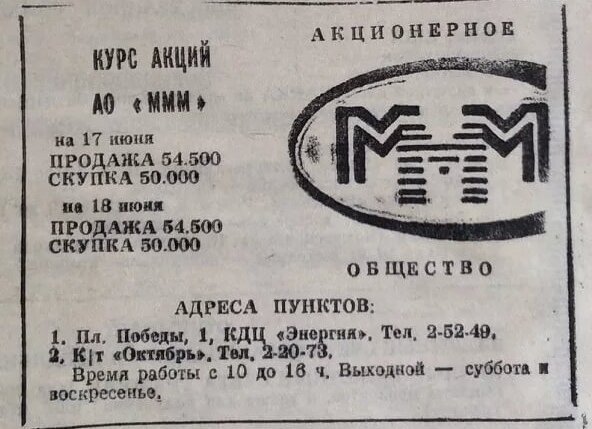 КУРС АКЦИЙ
АО «МММ»
на 17 июня
ПРОДАЖА 54.500
СКУПКА 50.000
на 18 июня
ПРОДАЖА 54.500
СКУПКА 50.000
АКЦИОНЕРНОЕ
МММ
ОБЩЕСТВО
АДРЕСА ПУНКТОВ:
1. Пл. Победы, 1, КДЦ «Энергия». Тел. 2-52-49.
2. К|т «Октябрь». Тел. 2-20-73.
Время работы с 10 до 16 ч. Выходной — суббота и
воскресенье.